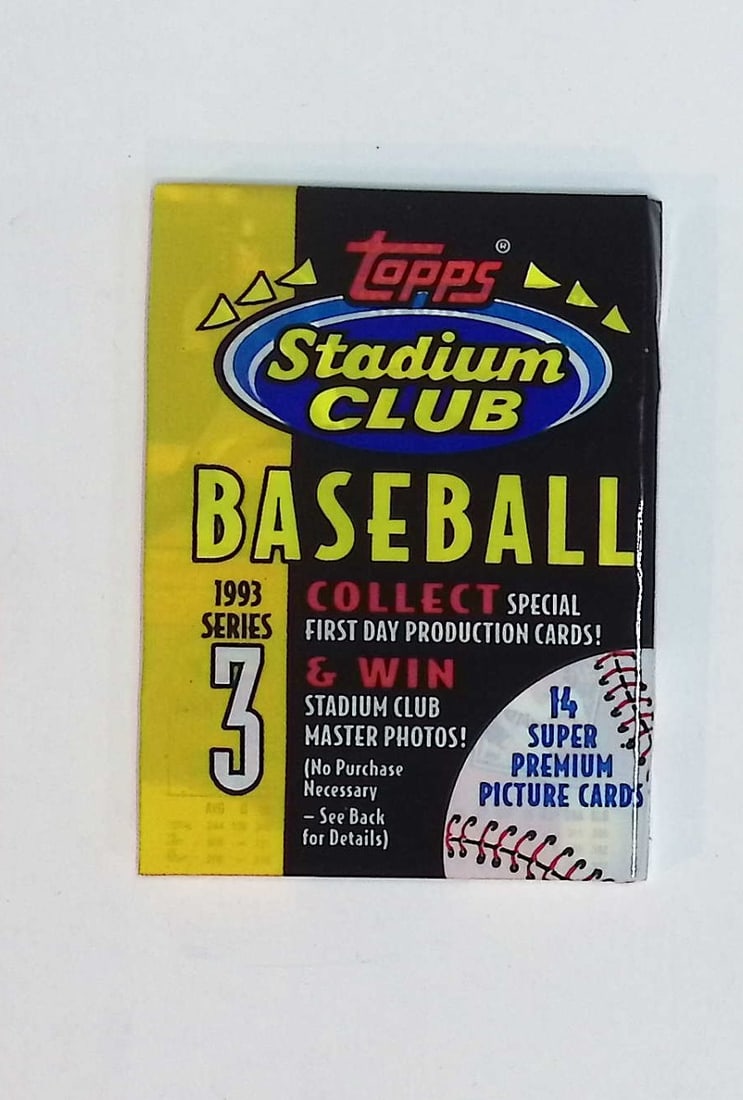 Topps ®
Stadium
CLUB
BASEBALL
1993
SERIES
3
COLLECT SPECIAL
FIRST DAY PRODUCTION CARDS!
& WIN
STADIUM CLUB
MASTER PHOTOS!
(No Purchase
Necessary
– See Back
for Details)
14
SUPER
PREMIUM
PICTURE CARDS